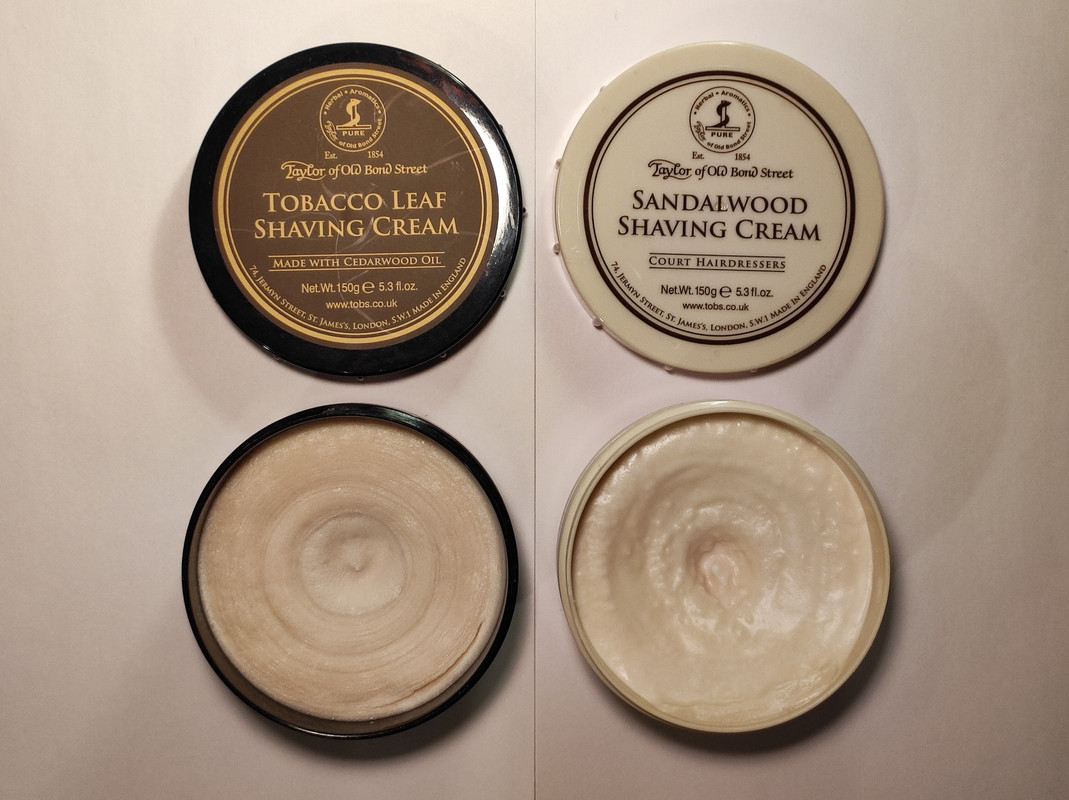 Herbal • Aromatics
PURE
Taylor of Old Bond Street
Est. 1854
Taylor of Old Bond Street
TOBACCO LEAF
SHAVING CREAM
MADE WITH CEDARWOOD OIL
Net.Wt.150g ℮ 5.3 fl.oz.
www.tobs.co.uk
74, JERMYN STREET, ST. JAMES'S, LONDON, S.W.1 MADE IN ENGLAND
Herbal • Aromatics
PURE
Taylor of Old Bond Street
Est. 1854
Taylor of Old Bond Street
SANDALWOOD
SHAVING CREAM
COURT HAIRDRESSERS
Net.Wt.150g ℮ 5.3 fl.oz.
www.tobs.co.uk
74, JERMYN STREET, ST. JAMES'S, LONDON, S.W.1 MADE IN ENGLAND